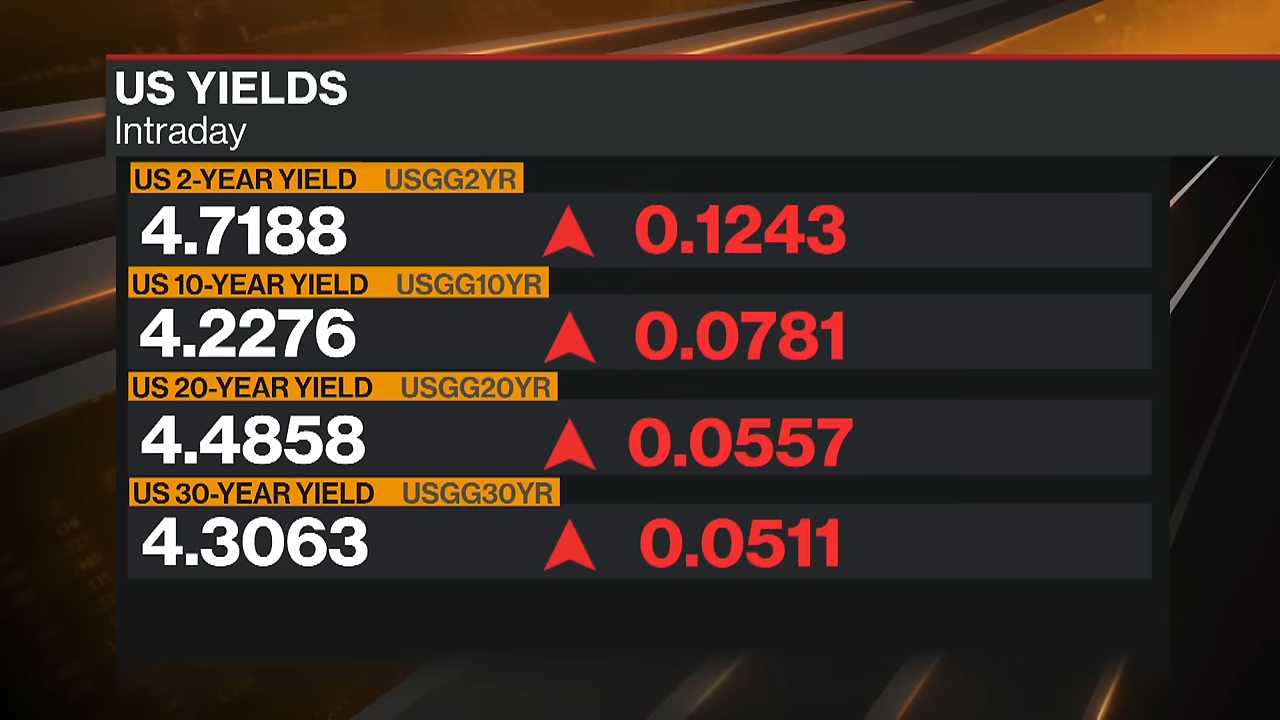 US YIELDS
Intraday
US 2-YEAR YIELD USGG2YR
4.7188 ▲ 0.1243
US 10-YEAR YIELD USGG10YR
4.2276 ▲ 0.0781
US 20-YEAR YIELD USGG20YR
4.4858 ▲ 0.0557
US 30-YEAR YIELD USGG30YR
4.3063 ▲ 0.0511